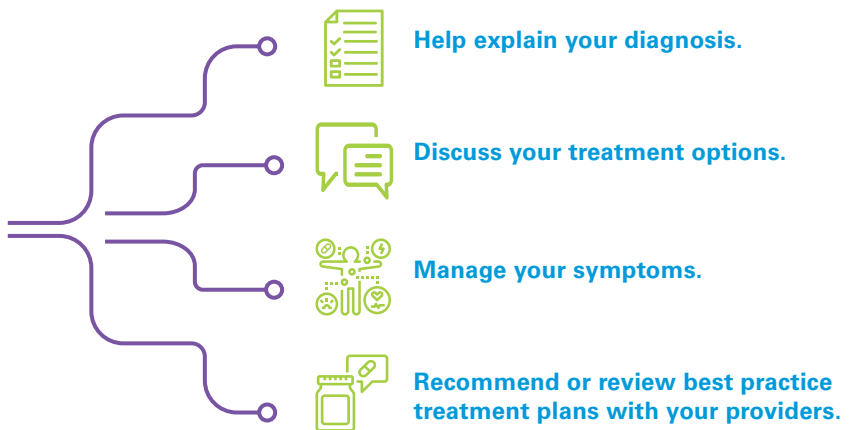 Help explain your diagnosis.
Discuss your treatment options.
Manage your symptoms.
Recommend or review best practice
treatment plans with your providers.